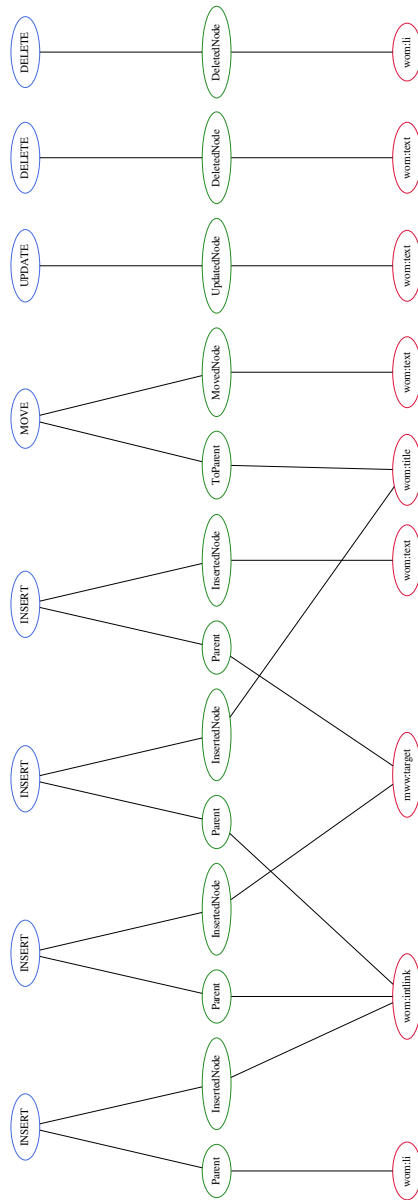 INSERT INSERT INSERT INSERT MOVE UPDATE DELETE DELETE
Parent InsertedNode Parent InsertedNode Parent InsertedNode Parent InsertedNode ToParent MovedNode UpdatedNode DeletedNode DeletedNode
wom:li wom:intlink mww:target wom:text wom:title wom:text wom:text wom:text wom:li